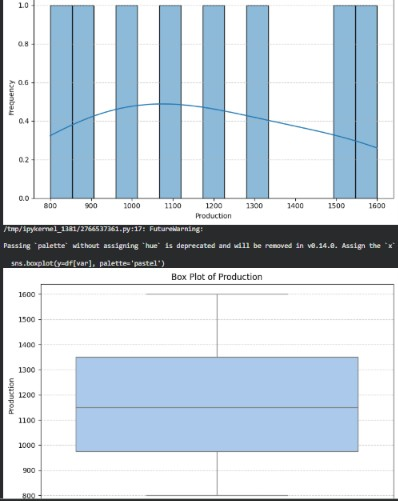 1.0
0.8
0.6
0.4
0.2
0.0
Frequency
800 900 1000 1100 1200 1300 1400 1500 1600
Production
/tmp/ipykernel_1381/2766537361.py:17: FutureWarning:
Passing `palette` without assigning `hue` is deprecated and will be removed in v0.14.0. Assign the `x`
sns.boxplot(y=df[var], palette='pastel')
Box Plot of Production
1600
1500
1400
1300
1200
1100
1000
900
800
Production